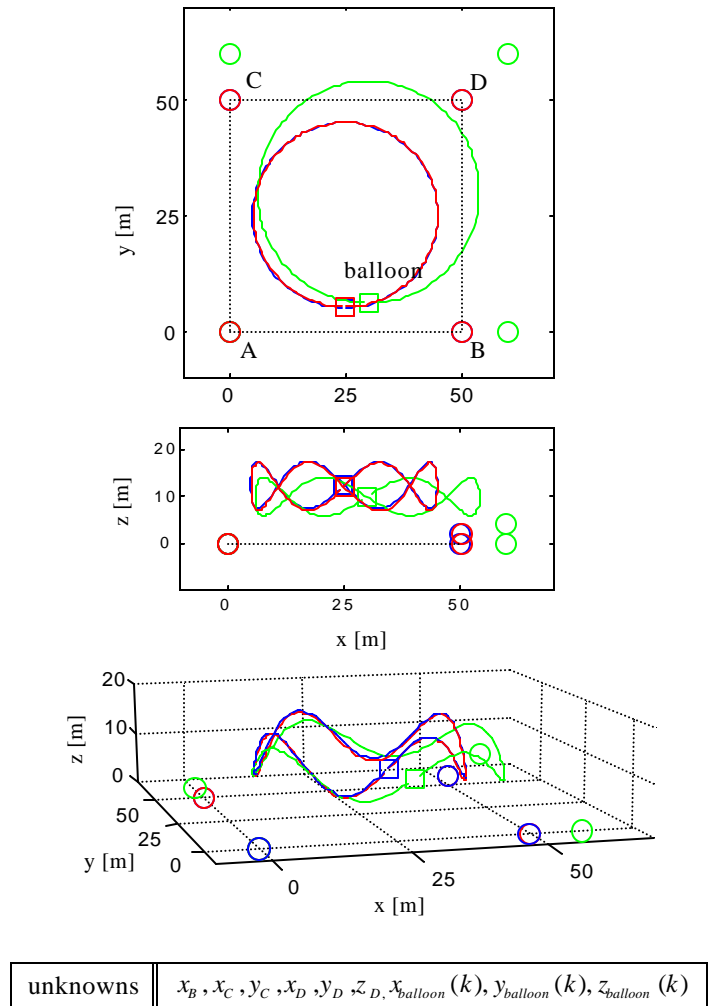 C
D
50
y [m]
25
balloon
0
A
B
0
25
50
20
z [m]
10
0
0
25
50
x [m]
20
z [m]
10
0
50
25
y [m]
0
0
25
50
x [m]
unknowns x_B , x_C , y_C , x_D , y_D , z_D, x_balloon (k), y_balloon (k), z_balloon (k)